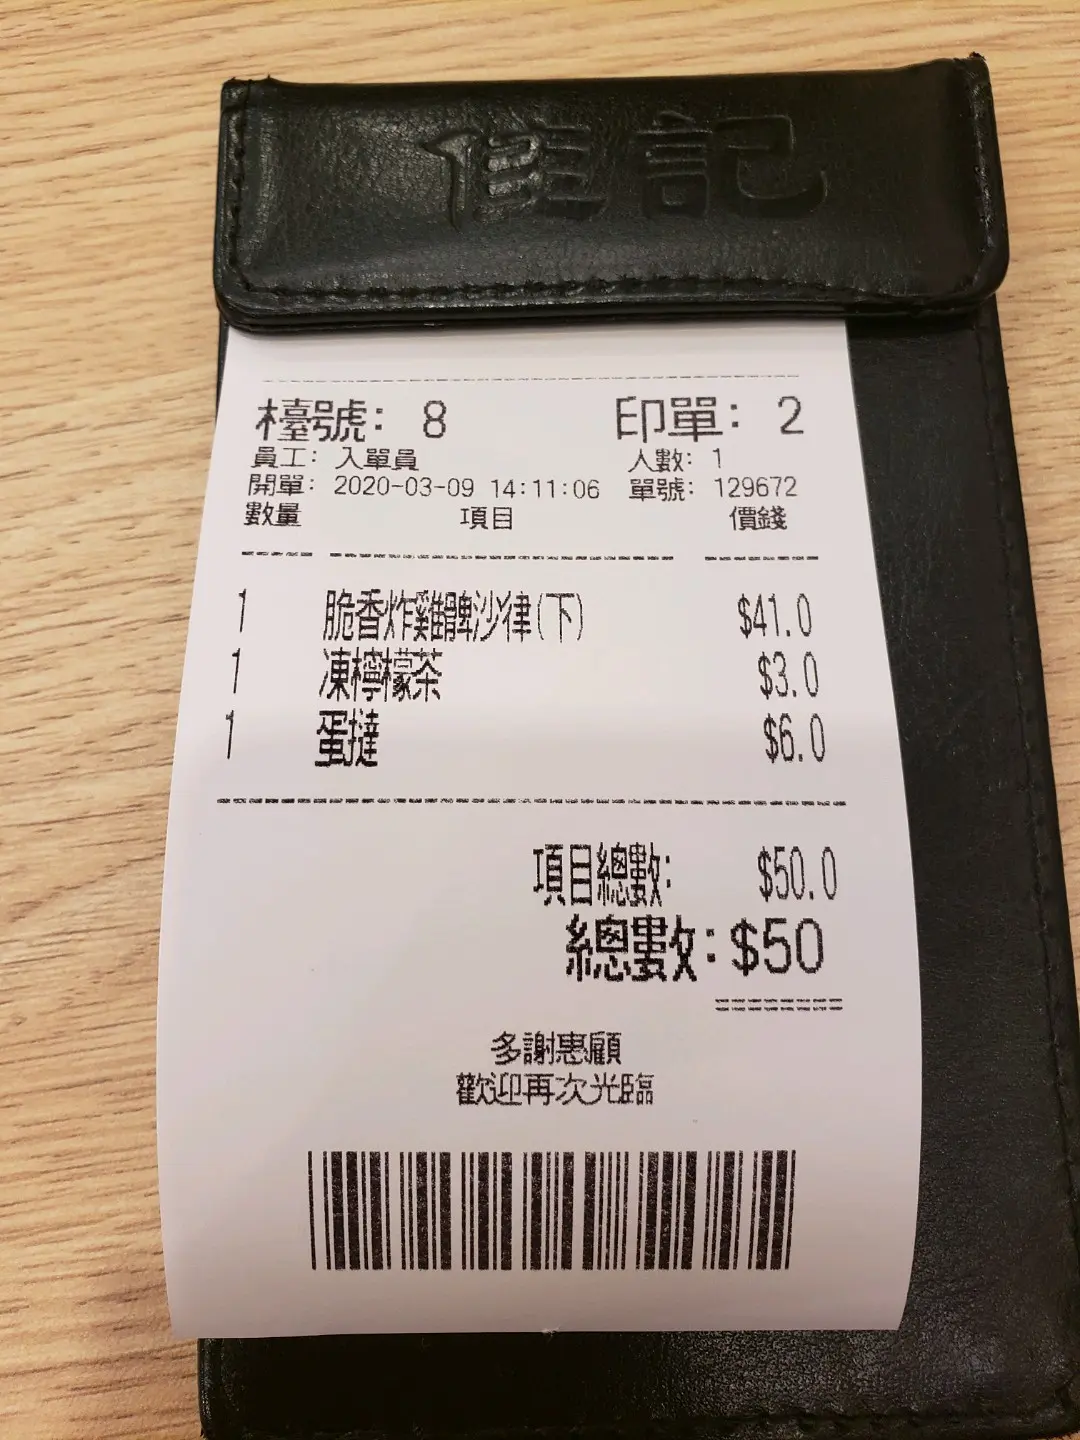 記
檯號: 8 印單: 2
員工: 入單員 人數: 1
開單: 2020-03-09 14:11:06 單號: 129672
數量 項目 價錢
1 脆香炸雞髀沙律(下) $41.0
1 凍檸檬茶 $3.0
1 蛋撻 $6.0
項目總數: $50.0
總數: $50
多謝惠顧
歡迎再次光臨